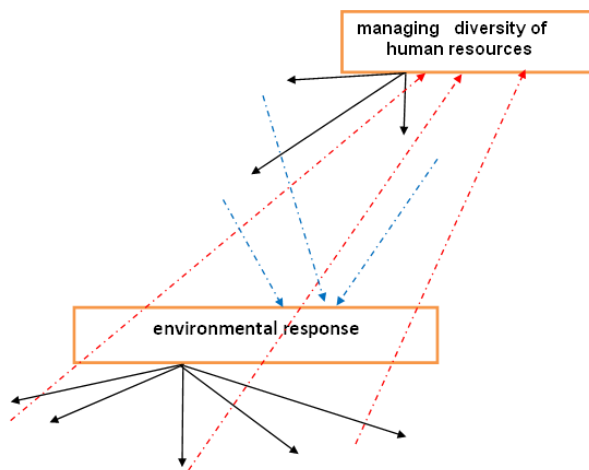 managing diversity of
human resources
environmental response